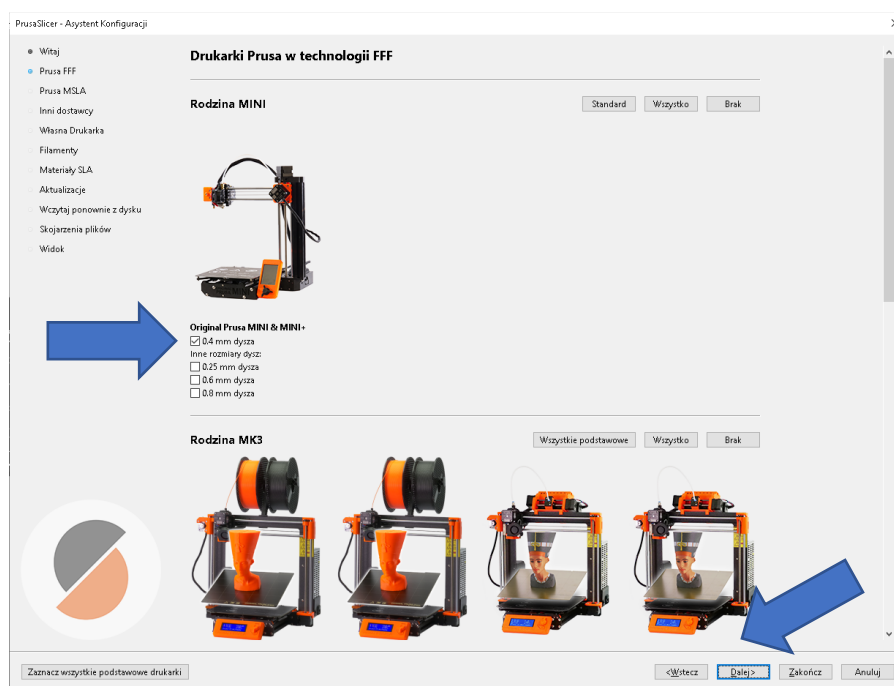 PrusaSlicer - Asystent Konfiguracji
Witaj
Prusa FFF
Prusa MSLA
Inni dostawcy
Własna Drukarka
Filamenty
Materiały SLA
Aktualizacje
Wczytaj ponownie z dysku
Skojarzenia plików
Widok
Drukarki Prusa w technologii FFF
Rodzina MINI
Standard Wszystko Brak
Original Prusa MINI & MINI+
0.4 mm dysza
Inne rozmiary dysz:
0.25 mm dysza
0.6 mm dysza
0.8 mm dysza
Rodzina MK3
Wszystkie podstawowe Wszystko Brak
Zaznacz wszystkie podstawowe drukarki
<Wstecz Dalej> Zakończ Anuluj